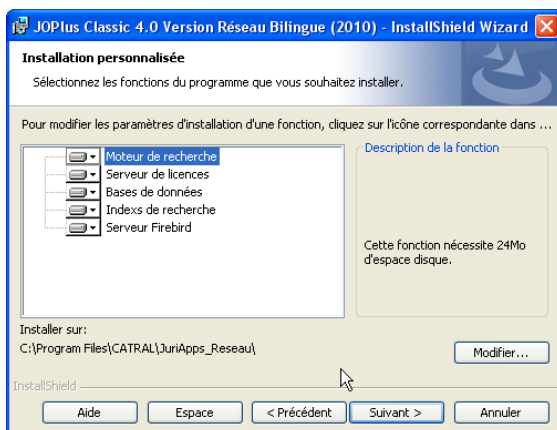 JOPlus Classic 4.0 Version Réseau Bilingue (2010) - InstallShield Wizard
Installation personnalisée
Sélectionnez les fonctions du programme que vous souhaitez installer.
Pour modifier les paramètres d'installation d'une fonction, cliquez sur l'icône correspondante dans ...
Moteur de recherche
Serveur de licences
Bases de données
Indexs de recherche
Serveur Firebird
Description de la fonction
Cette fonction nécessite 24Mo
d'espace disque.
Installer sur:
C:\Program Files\CATRAL\JuriApps_Reseau\
Modifier...
InstallShield
Aide
Espace
< Précédent
Suivant >
Annuler